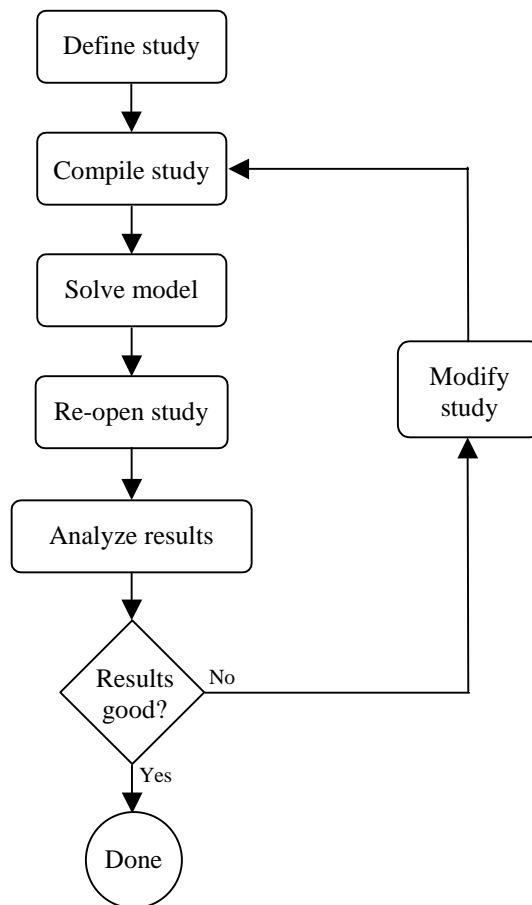 Define study
Compile study
Solve model
Modify
study
Re-open study
Analyze results
Results
good?
No
Yes
Done